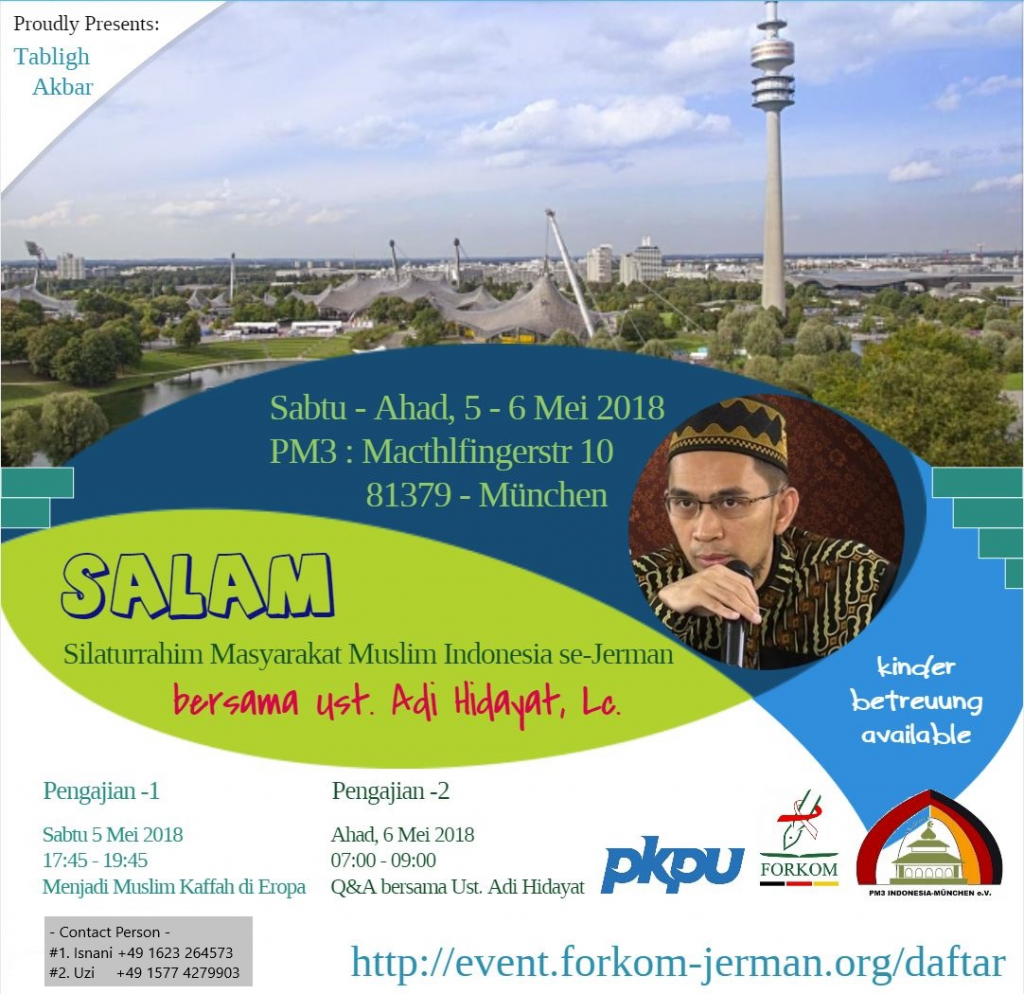 Proudly Presents:
Tabligh
Akbar
Sabtu - Ahad, 5 - 6 Mei 2018
PM3 : Macthlfingerstr 10
81379 - München
SALAM
Silaturrahim Masyarakat Muslim Indonesia se-Jerman
bersama ust. Adi Hidayat, Lc.
kinder
betreuung
available
Pengajian -1
Sabtu 5 Mei 2018
17:45 - 19:45
Menjadi Muslim Kaffah di Eropa
Pengajian -2
Ahad, 6 Mei 2018
07:00 - 09:00
Q&A bersama Ust. Adi Hidayat
pkpu
FORKOM
PM3 INDONESIA-MÜNCHEN e.V.
- Contact Person -
#1. Isnani +49 1623 264573
#2. Uzi +49 1577 4279903
http://event.forkom-jerman.org/daftar